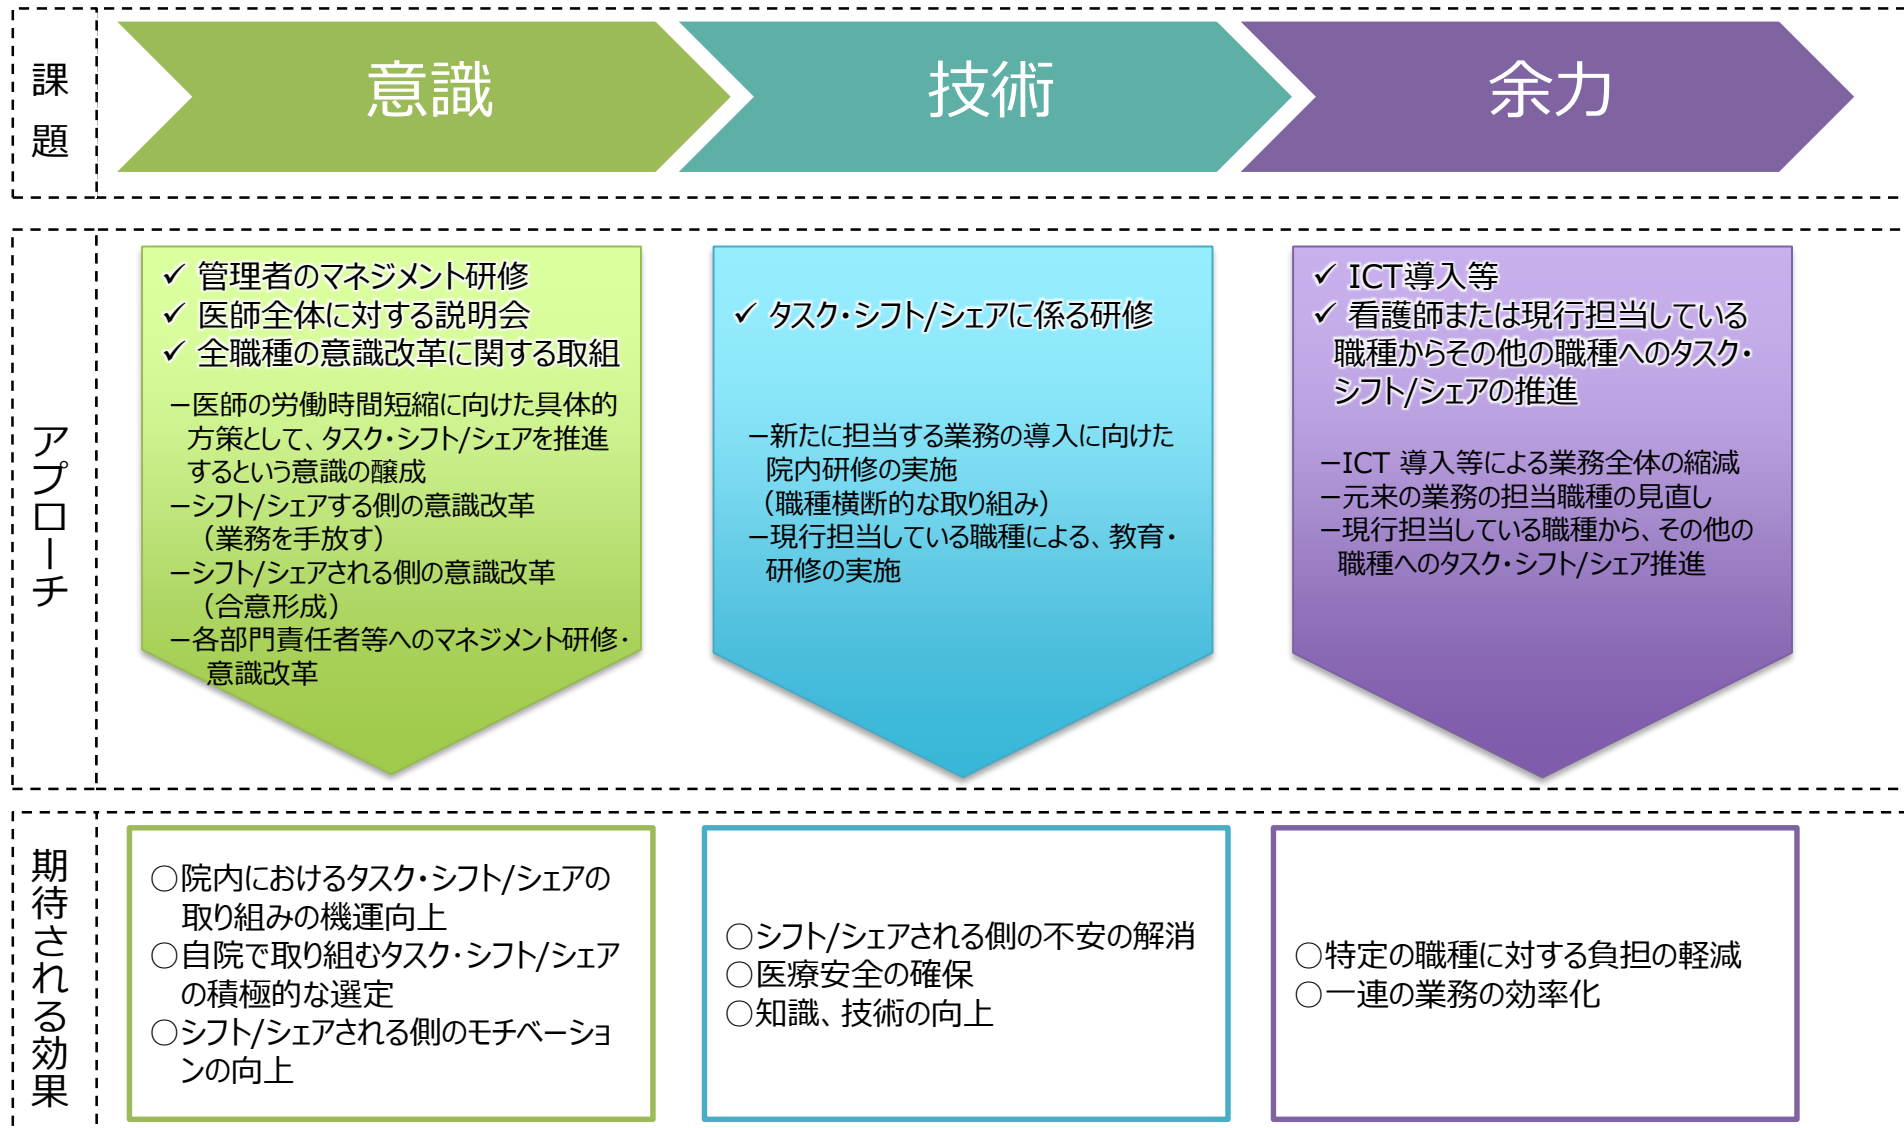 課題
意識
技術
余力
アプローチ
✓ 管理者のマネジメント研修
✓ 医師全体に対する説明会
✓ 全職種の意識改革に関する取組
－医師の労働時間短縮に向けた具体的
方策として、タスク・シフト/シェアを推進
するという意識の醸成
－シフト/シェアする側の意識改革
（業務を手放す）
－シフト/シェアされる側の意識改革
（合意形成）
－各部門責任者等へのマネジメント研修・
意識改革
✓ タスク・シフト/シェアに係る研修
－新たに担当する業務の導入に向けた
院内研修の実施
（職種横断的な取り組み）
－現行担当している職種による、教育・
研修の実施
✓ ICT導入等
✓ 看護師または現行担当している
職種からその他の職種へのタスク・
シフト/シェアの推進
－ICT 導入等による業務全体の縮減
－元来の業務の担当職種の見直し
－現行担当している職種から、その他の
職種へのタスク・シフト/シェア推進
期待される効果
○院内におけるタスク・シフト/シェアの
取り組みの機運向上
○自院で取り組むタスク・シフト/シェア
の積極的な選定
○シフト/シェアされる側のモチベーショ
ンの向上
○シフト/シェアされる側の不安の解消
○医療安全の確保
○知識、技術の向上
○特定の職種に対する負担の軽減
○一連の業務の効率化